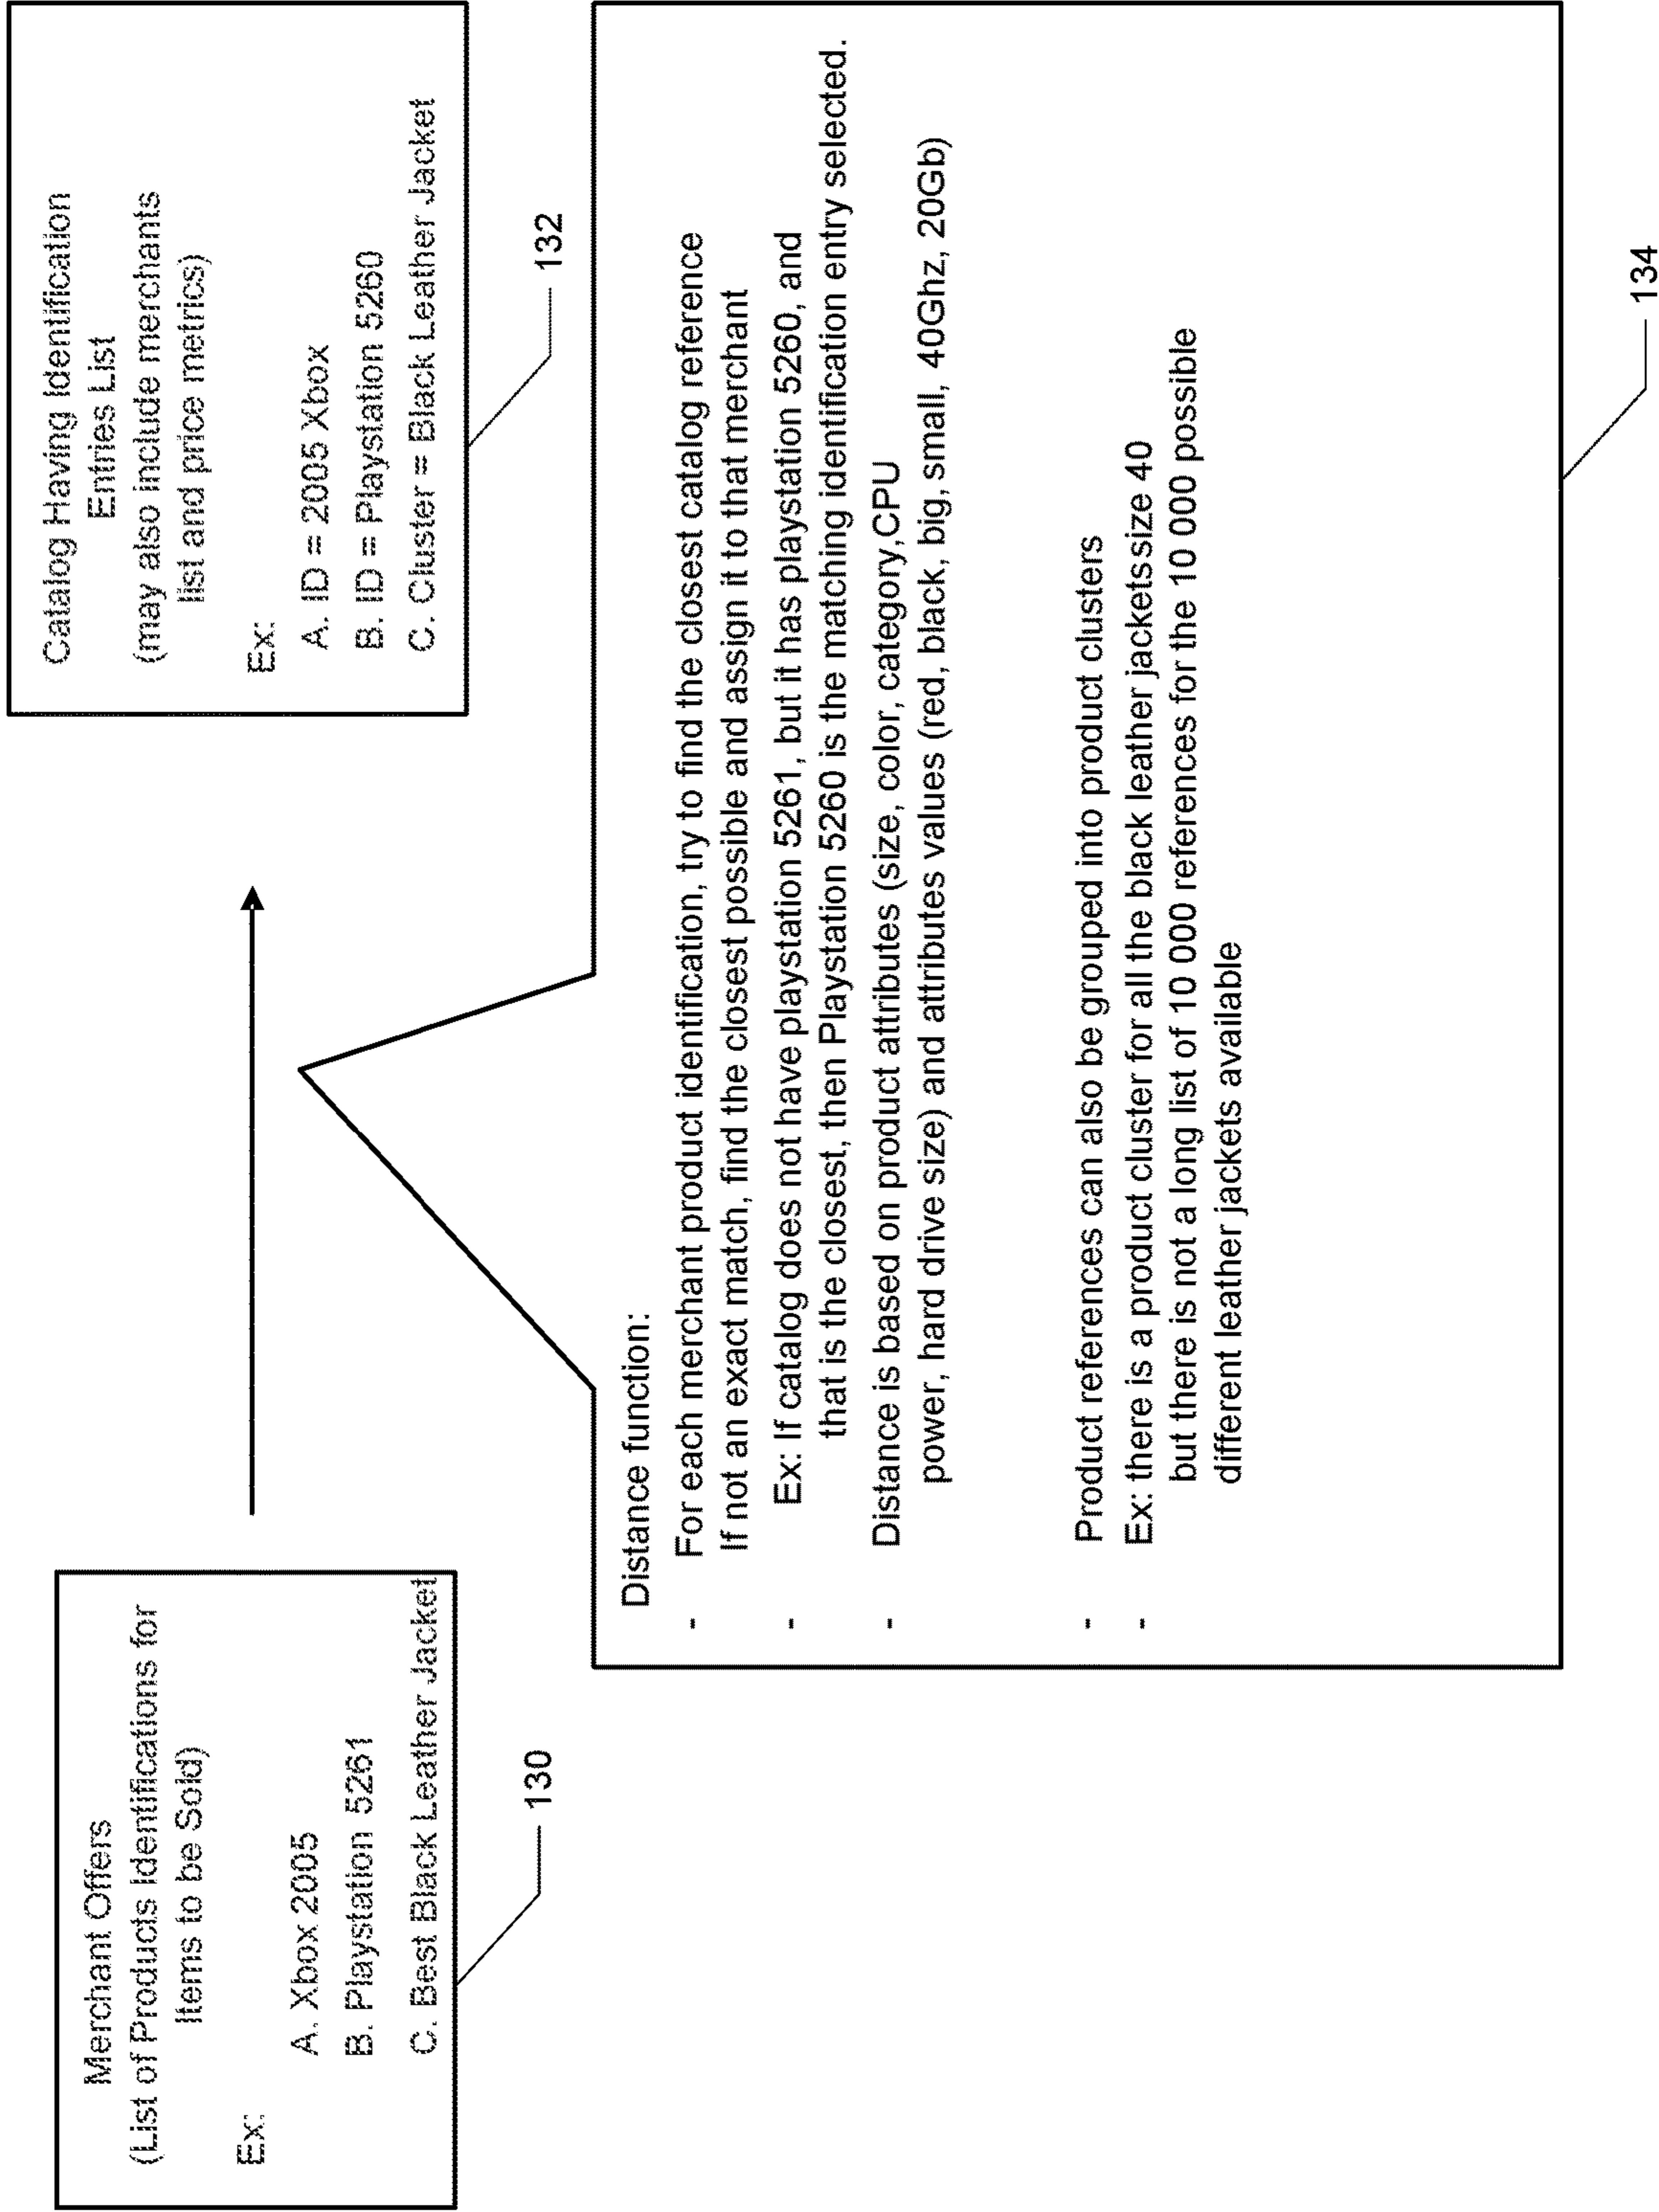 Merchant Offers
(List of Products Identifications for
Items to be Sold)
Ex:
A. Xbox 2005
B. Playstation 5261
C. Best Black Leather Jacket
130
Catalog Having Identification
Entries List
(may also include merchants
list and price metrics)
Ex:
A. ID = 2005 Xbox
B. ID = Playstation 5260
C. Cluster = Black Leather Jacket
132
Distance function:
- For each merchant product identification, try to find the closest catalog reference
If not an exact match, find the closest possible and assign it to that merchant
- Ex: If catalog does not have playstation 5261, but it has playstation 5260, and
that is the closest, then Playstation 5260 is the matching identification entry selected.
- Distance is based on product attributes (size, color, category,CPU
power, hard drive size) and attributes values (red, black, big, small, 40Ghz, 20Gb)
- Product references can also be grouped into product clusters
- Ex: there is a product cluster for all the black leather jacketssize 40
but there is not a long list of 10 000 references for the 10 000 possible
different leather jackets available
134